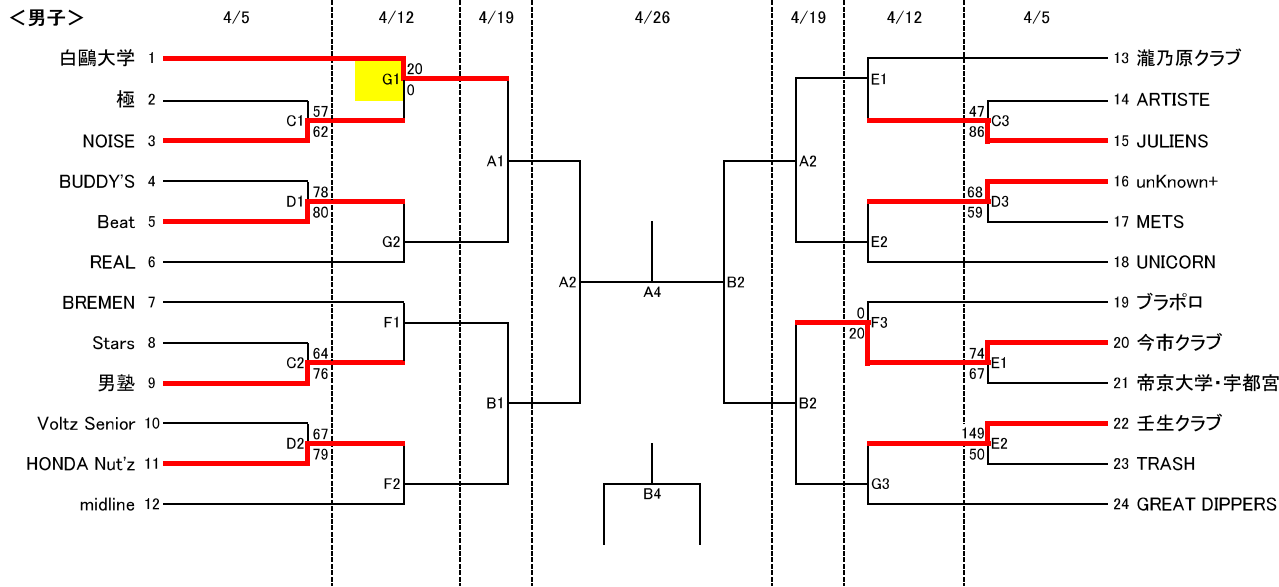 ＜男子＞ 4/5 4/12 4/19 4/26 4/19 4/12 4/5
白鷗大学 1
極 2
NOISE 3
BUDDY'S 4
Beat 5
REAL 6
BREMEN 7
Stars 8
男塾 9
Voltz Senior 10
HONDA Nut'z 11
midline 12
C1 57 62
D1 78 80
C2 64 76
D2 67 79
G1 20 0
G2
F1
F2
A1
B1
A2
A4
B4
B2
A2
B2
E1
E2
F3 0 20
G3
47 86 C3
68 59 D3
74 67 E1
149 50 E2
13 瀧乃原クラブ
14 ARTISTE
15 JULIENS
16 unKnown+
17 METS
18 UNICORN
19 ブラポロ
20 今市クラブ
21 帝京大学・宇都宮
22 壬生クラブ
23 TRASH
24 GREAT DIPPERS